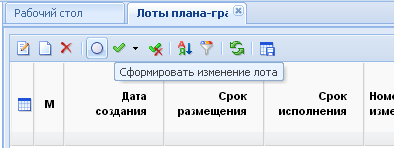 Рабочий стол
Лоты плана-гра
Сформировать изменение лота
М
Дата создания
Срок размещения
Срок исполнения
Номе
изме